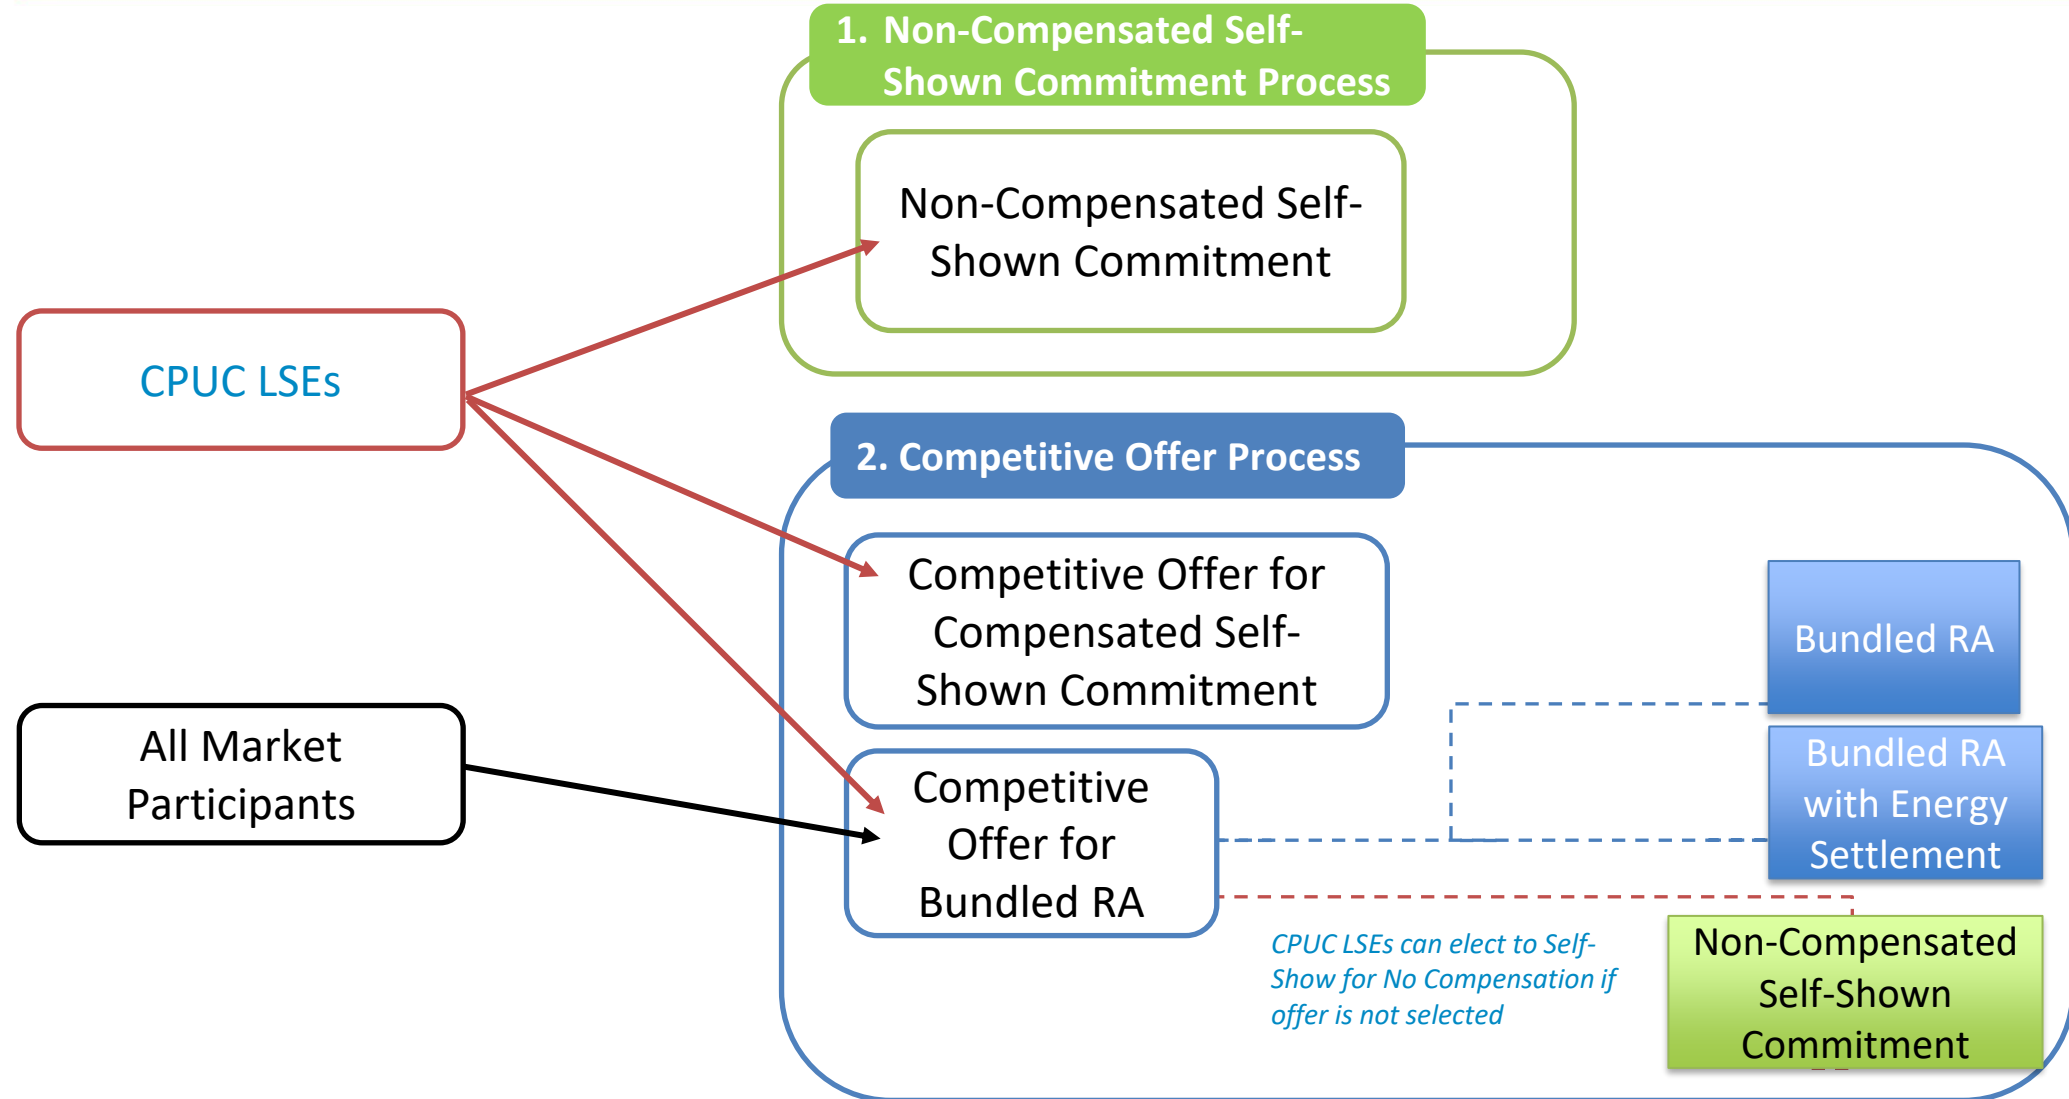 1. Non-Compensated Self-
Shown Commitment Process
Non-Compensated Self-
Shown Commitment
CPUC LSEs
2. Competitive Offer Process
Competitive Offer for
Compensated Self-
Shown Commitment
Bundled RA
All Market
Participants
Competitive
Offer for
Bundled RA
Bundled RA
with Energy
Settlement
CPUC LSEs can elect to Self-
Show for No Compensation if
offer is not selected
Non-Compensated
Self-Shown
Commitment